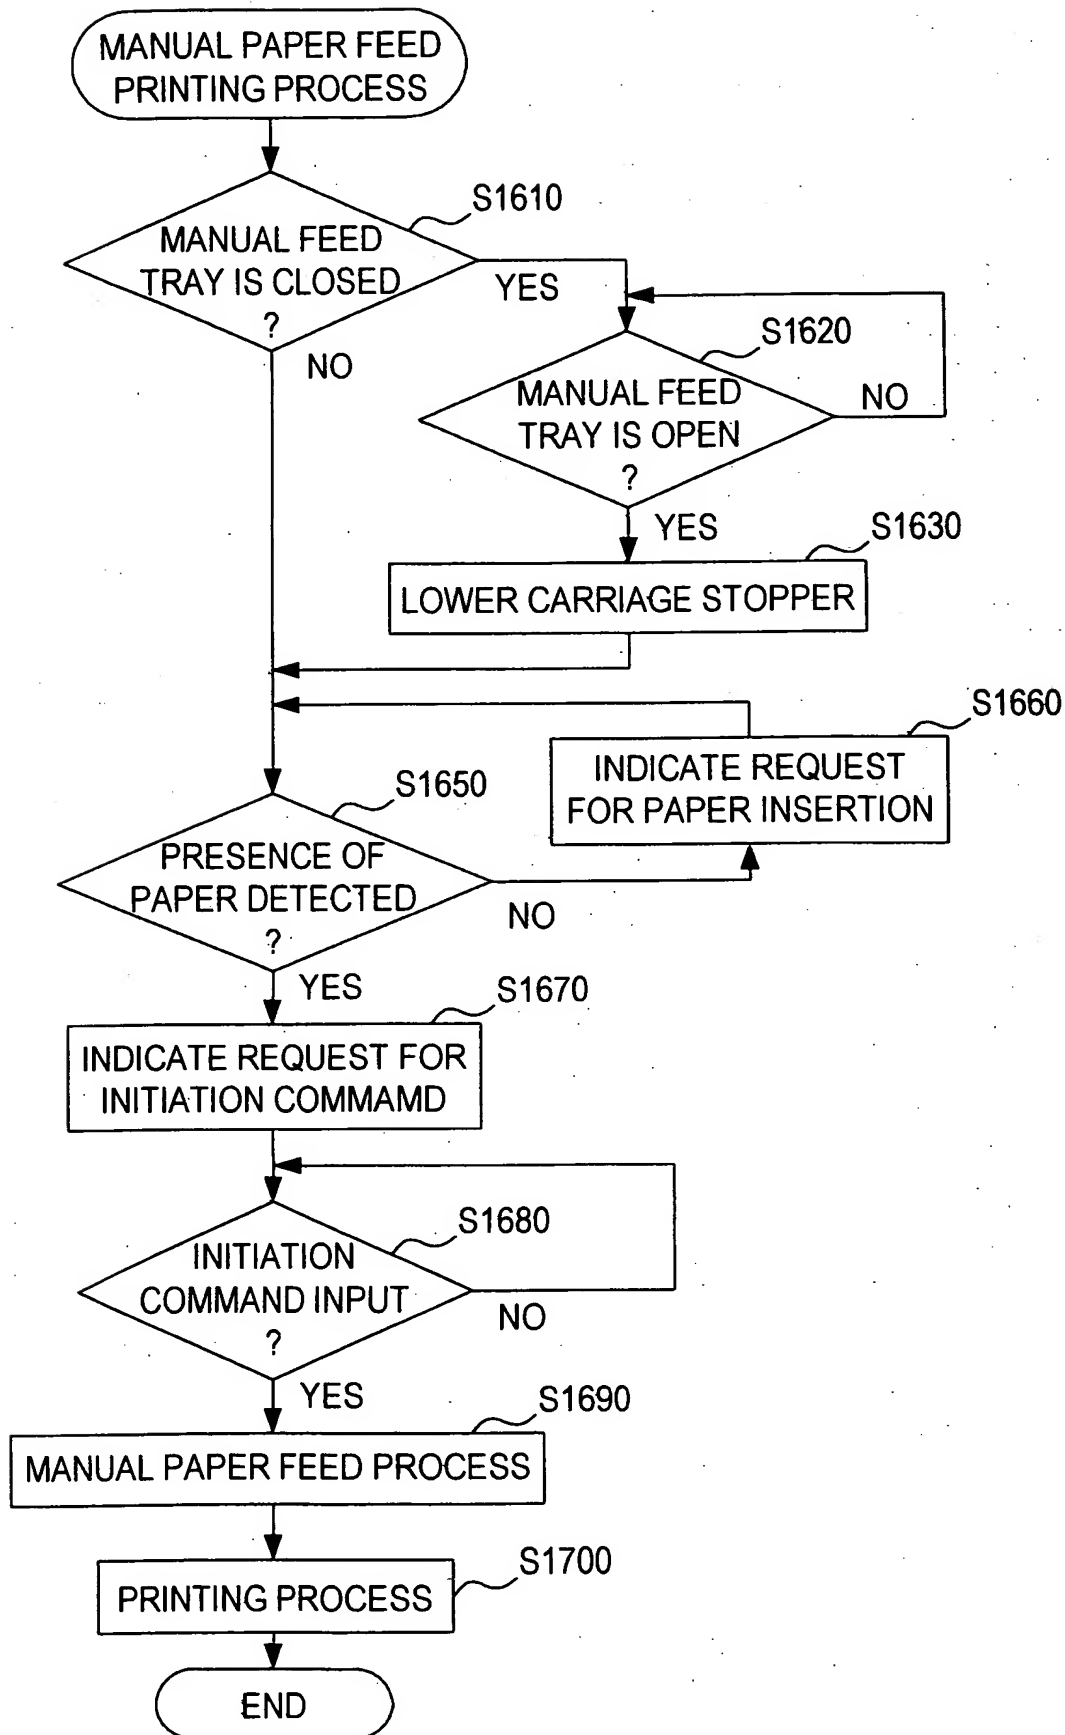 MANUAL PAPER FEED
PRINTING PROCESS
S1610
MANUAL FEED
TRAY IS CLOSED
?
YES
NO
S1620
MANUAL FEED
TRAY IS OPEN
?
NO
YES
S1630
LOWER CARRIAGE STOPPER
S1660
INDICATE REQUEST
FOR PAPER INSERTION
S1650
PRESENCE OF
PAPER DETECTED
?
NO
YES
S1670
INDICATE REQUEST FOR
INITIATION COMMAMD
S1680
INITIATION
COMMAND INPUT
?
NO
YES
S1690
MANUAL PAPER FEED PROCESS
S1700
PRINTING PROCESS
END